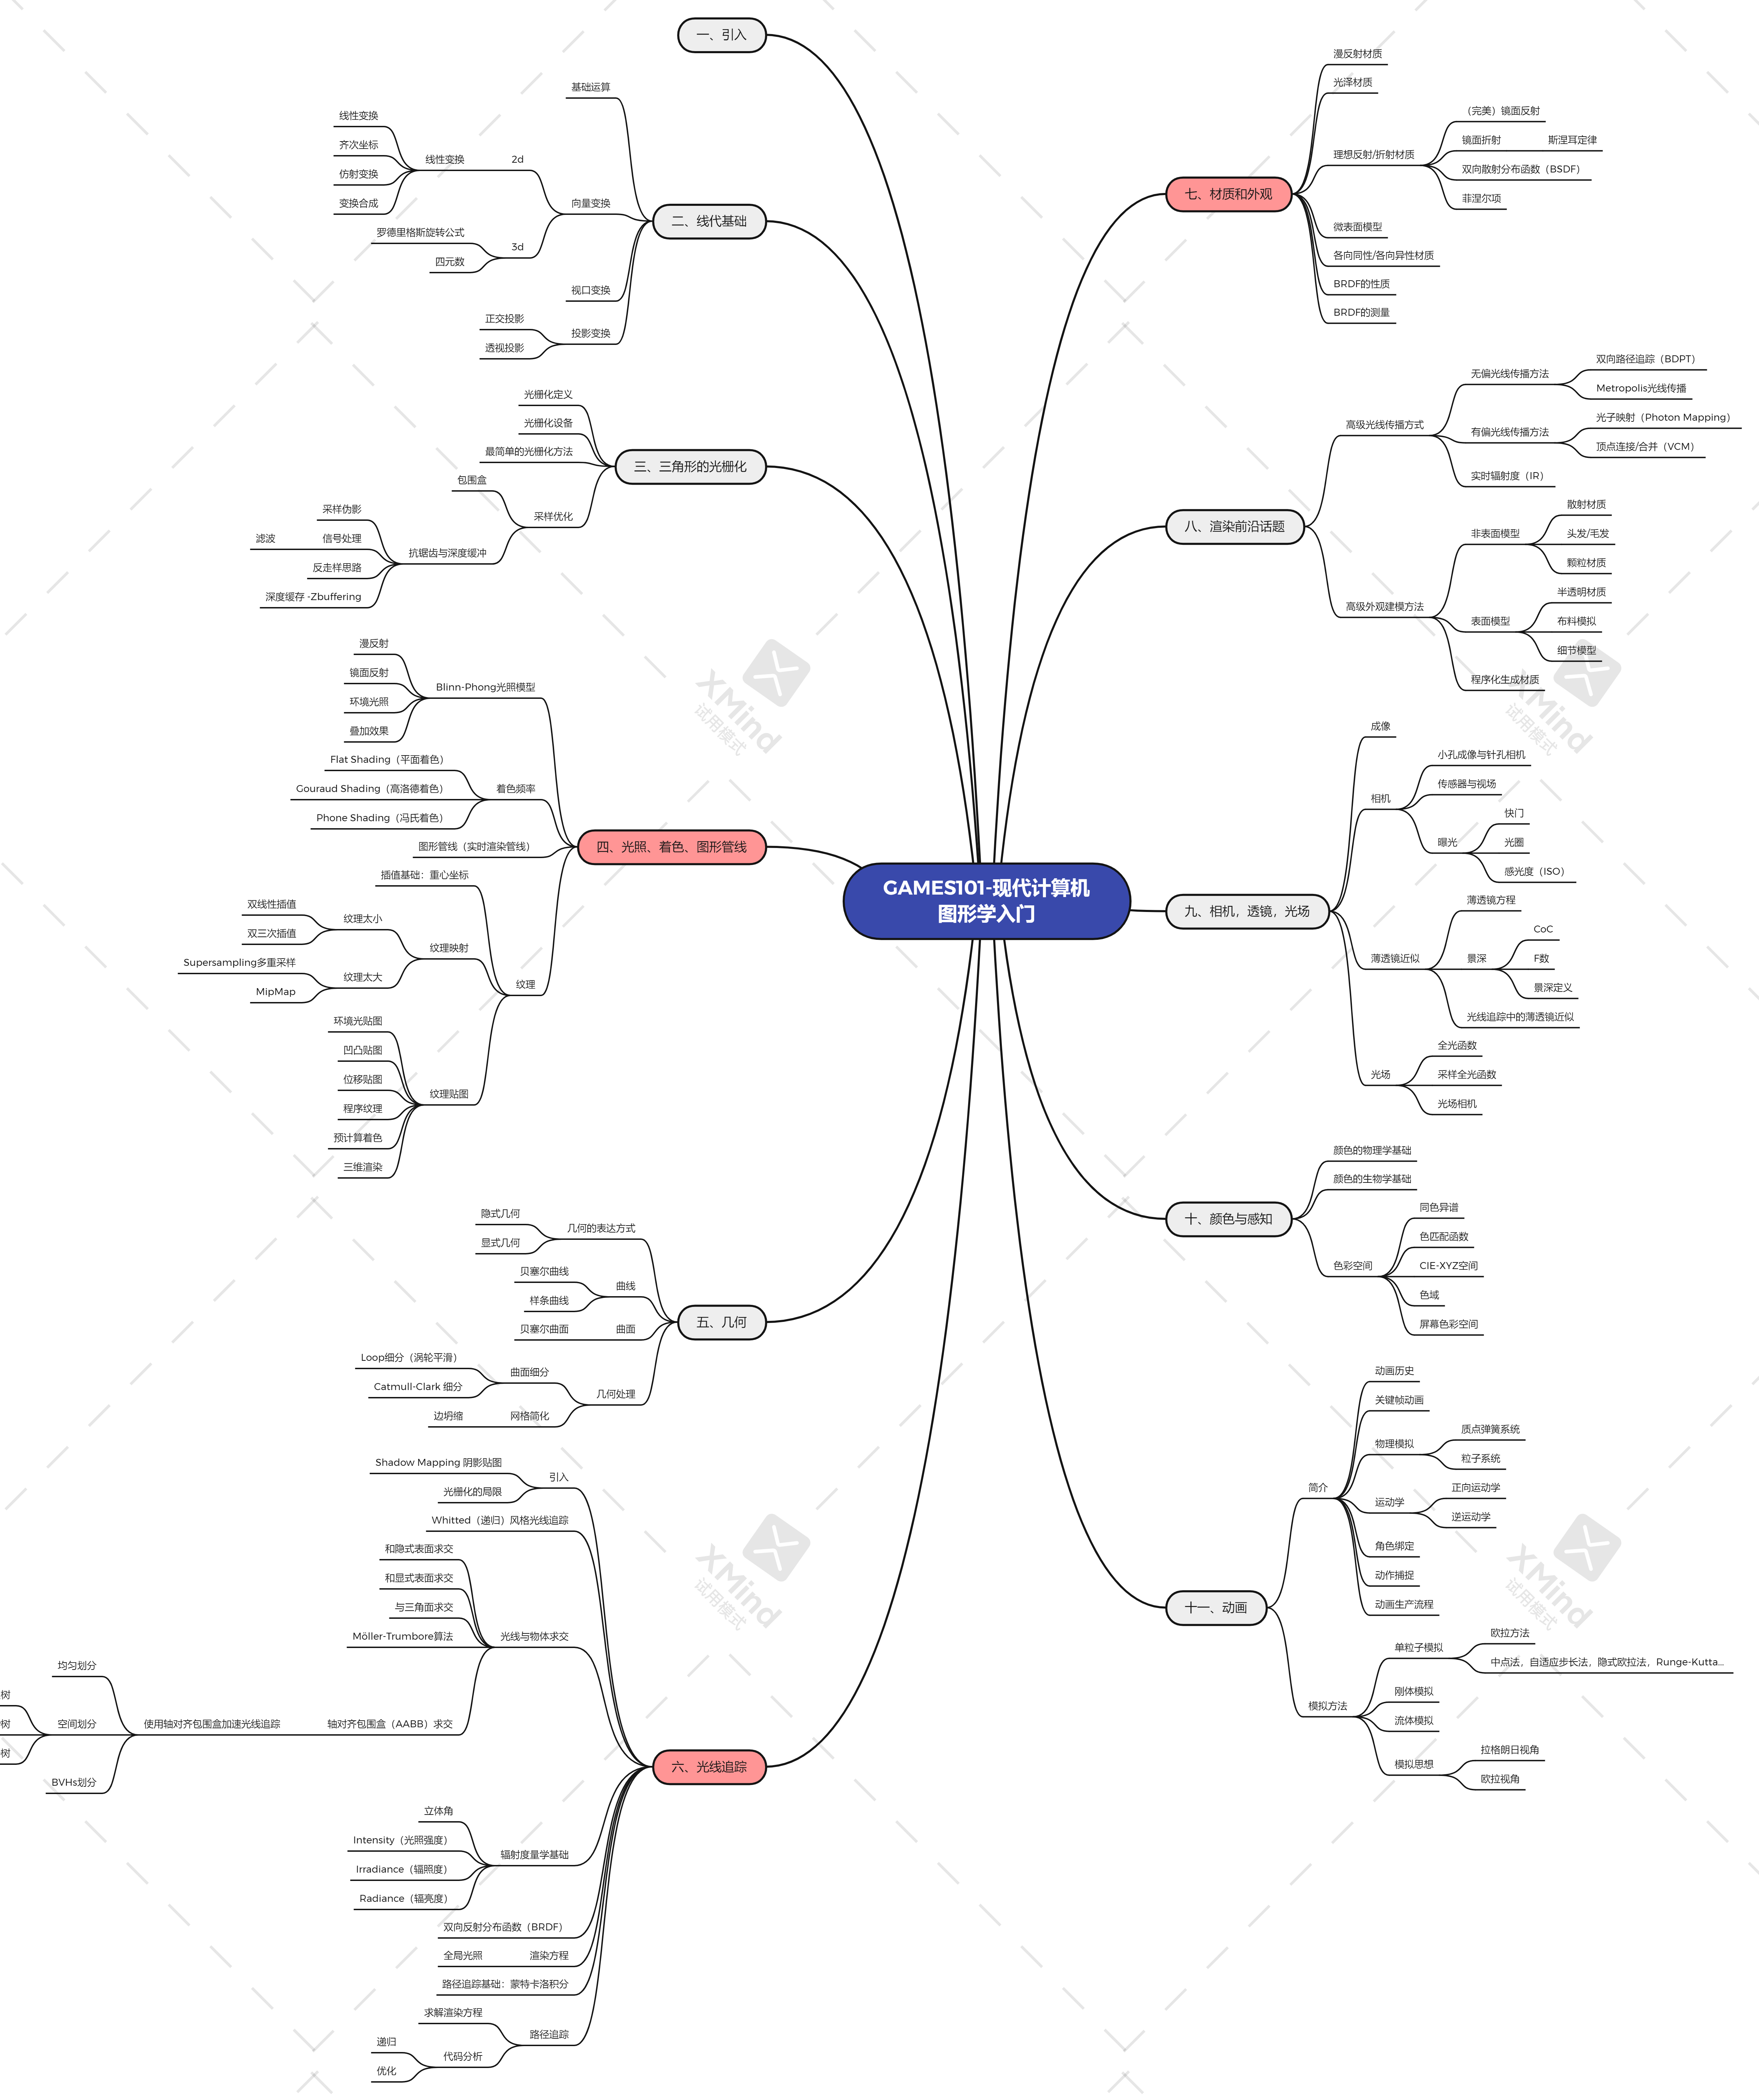 GAMES101-现代计算机
图形学入门
一、引入
二、线代基础
基础运算
向量变换
2d
线性变换
线性变换
齐次坐标
仿射变换
变换合成
3d
罗德里格斯旋转公式
四元数
视口变换
投影变换
正交投影
透视投影
三、三角形的光栅化
光栅化定义
光栅化设备
最简单的光栅化方法
采样优化
包围盒
抗锯齿与深度缓冲
采样伪影
信号处理
滤波
反走样思路
深度缓存 -Zbuffering
四、光照、着色、图形管线
Blinn-Phong光照模型
漫反射
镜面反射
环境光照
叠加效果
着色频率
Flat Shading（平面着色）
Gouraud Shading（高洛德着色）
Phone Shading（冯氏着色）
图形管线（实时渲染管线）
纹理
插值基础：重心坐标
纹理映射
纹理太小
双线性插值
双三次插值
纹理太大
Supersampling多重采样
MipMap
纹理贴图
环境光贴图
凹凸贴图
位移贴图
程序纹理
预计算着色
三维渲染
五、几何
几何的表达方式
隐式几何
显式几何
曲线
贝塞尔曲线
样条曲线
曲面
贝塞尔曲面
几何处理
曲面细分
Loop细分（涡轮平滑）
Catmull-Clark 细分
网格简化
边坍缩
六、光线追踪
引入
Shadow Mapping 阴影贴图
光栅化的局限
Whitted（递归）风格光线追踪
光线与物体求交
和隐式表面求交
和显式表面求交
与三角面求交
Möller-Trumbore算法
轴对齐包围盒（AABB）求交
使用轴对齐包围盒加速光线追踪
均匀划分
空间划分
树
树
树
BVHs划分
辐射度量学基础
立体角
Intensity（光照强度）
Irradiance（辐照度）
Radiance（辐亮度）
双向反射分布函数（BRDF）
渲染方程
全局光照
路径追踪基础：蒙特卡洛积分
路径追踪
求解渲染方程
代码分析
递归
优化
七、材质和外观
漫反射材质
光泽材质
理想反射/折射材质
（完美）镜面反射
镜面折射
斯涅耳定律
双向散射分布函数（BSDF）
菲涅尔项
微表面模型
各向同性/各向异性材质
BRDF的性质
BRDF的测量
八、渲染前沿话题
高级光线传播方式
无偏光线传播方法
双向路径追踪（BDPT）
Metropolis光线传播
有偏光线传播方法
光子映射（Photon Mapping）
顶点连接/合并（VCM）
实时辐射度（IR）
高级外观建模方法
非表面模型
散射材质
头发/毛发
颗粒材质
表面模型
半透明材质
布料模拟
细节模型
程序化生成材质
九、相机，透镜，光场
成像
相机
小孔成像与针孔相机
传感器与视场
曝光
快门
光圈
感光度（ISO）
薄透镜近似
薄透镜方程
景深
CoC
F数
景深定义
光线追踪中的薄透镜近似
光场
全光函数
采样全光函数
光场相机
十、颜色与感知
颜色的物理学基础
颜色的生物学基础
色彩空间
同色异谱
色匹配函数
CIE-XYZ空间
色域
屏幕色彩空间
十一、动画
简介
动画历史
关键帧动画
物理模拟
质点弹簧系统
粒子系统
运动学
正向运动学
逆运动学
角色绑定
动作捕捉
动画生产流程
模拟方法
单粒子模拟
欧拉方法
中点法，自适应步长法，隐式欧拉法，Runge-Kutta...
刚体模拟
流体模拟
模拟思想
拉格朗日视角
欧拉视角
XMind
试用模式
XMind
试用模式
XMind
试用模式
XMind
试用模式